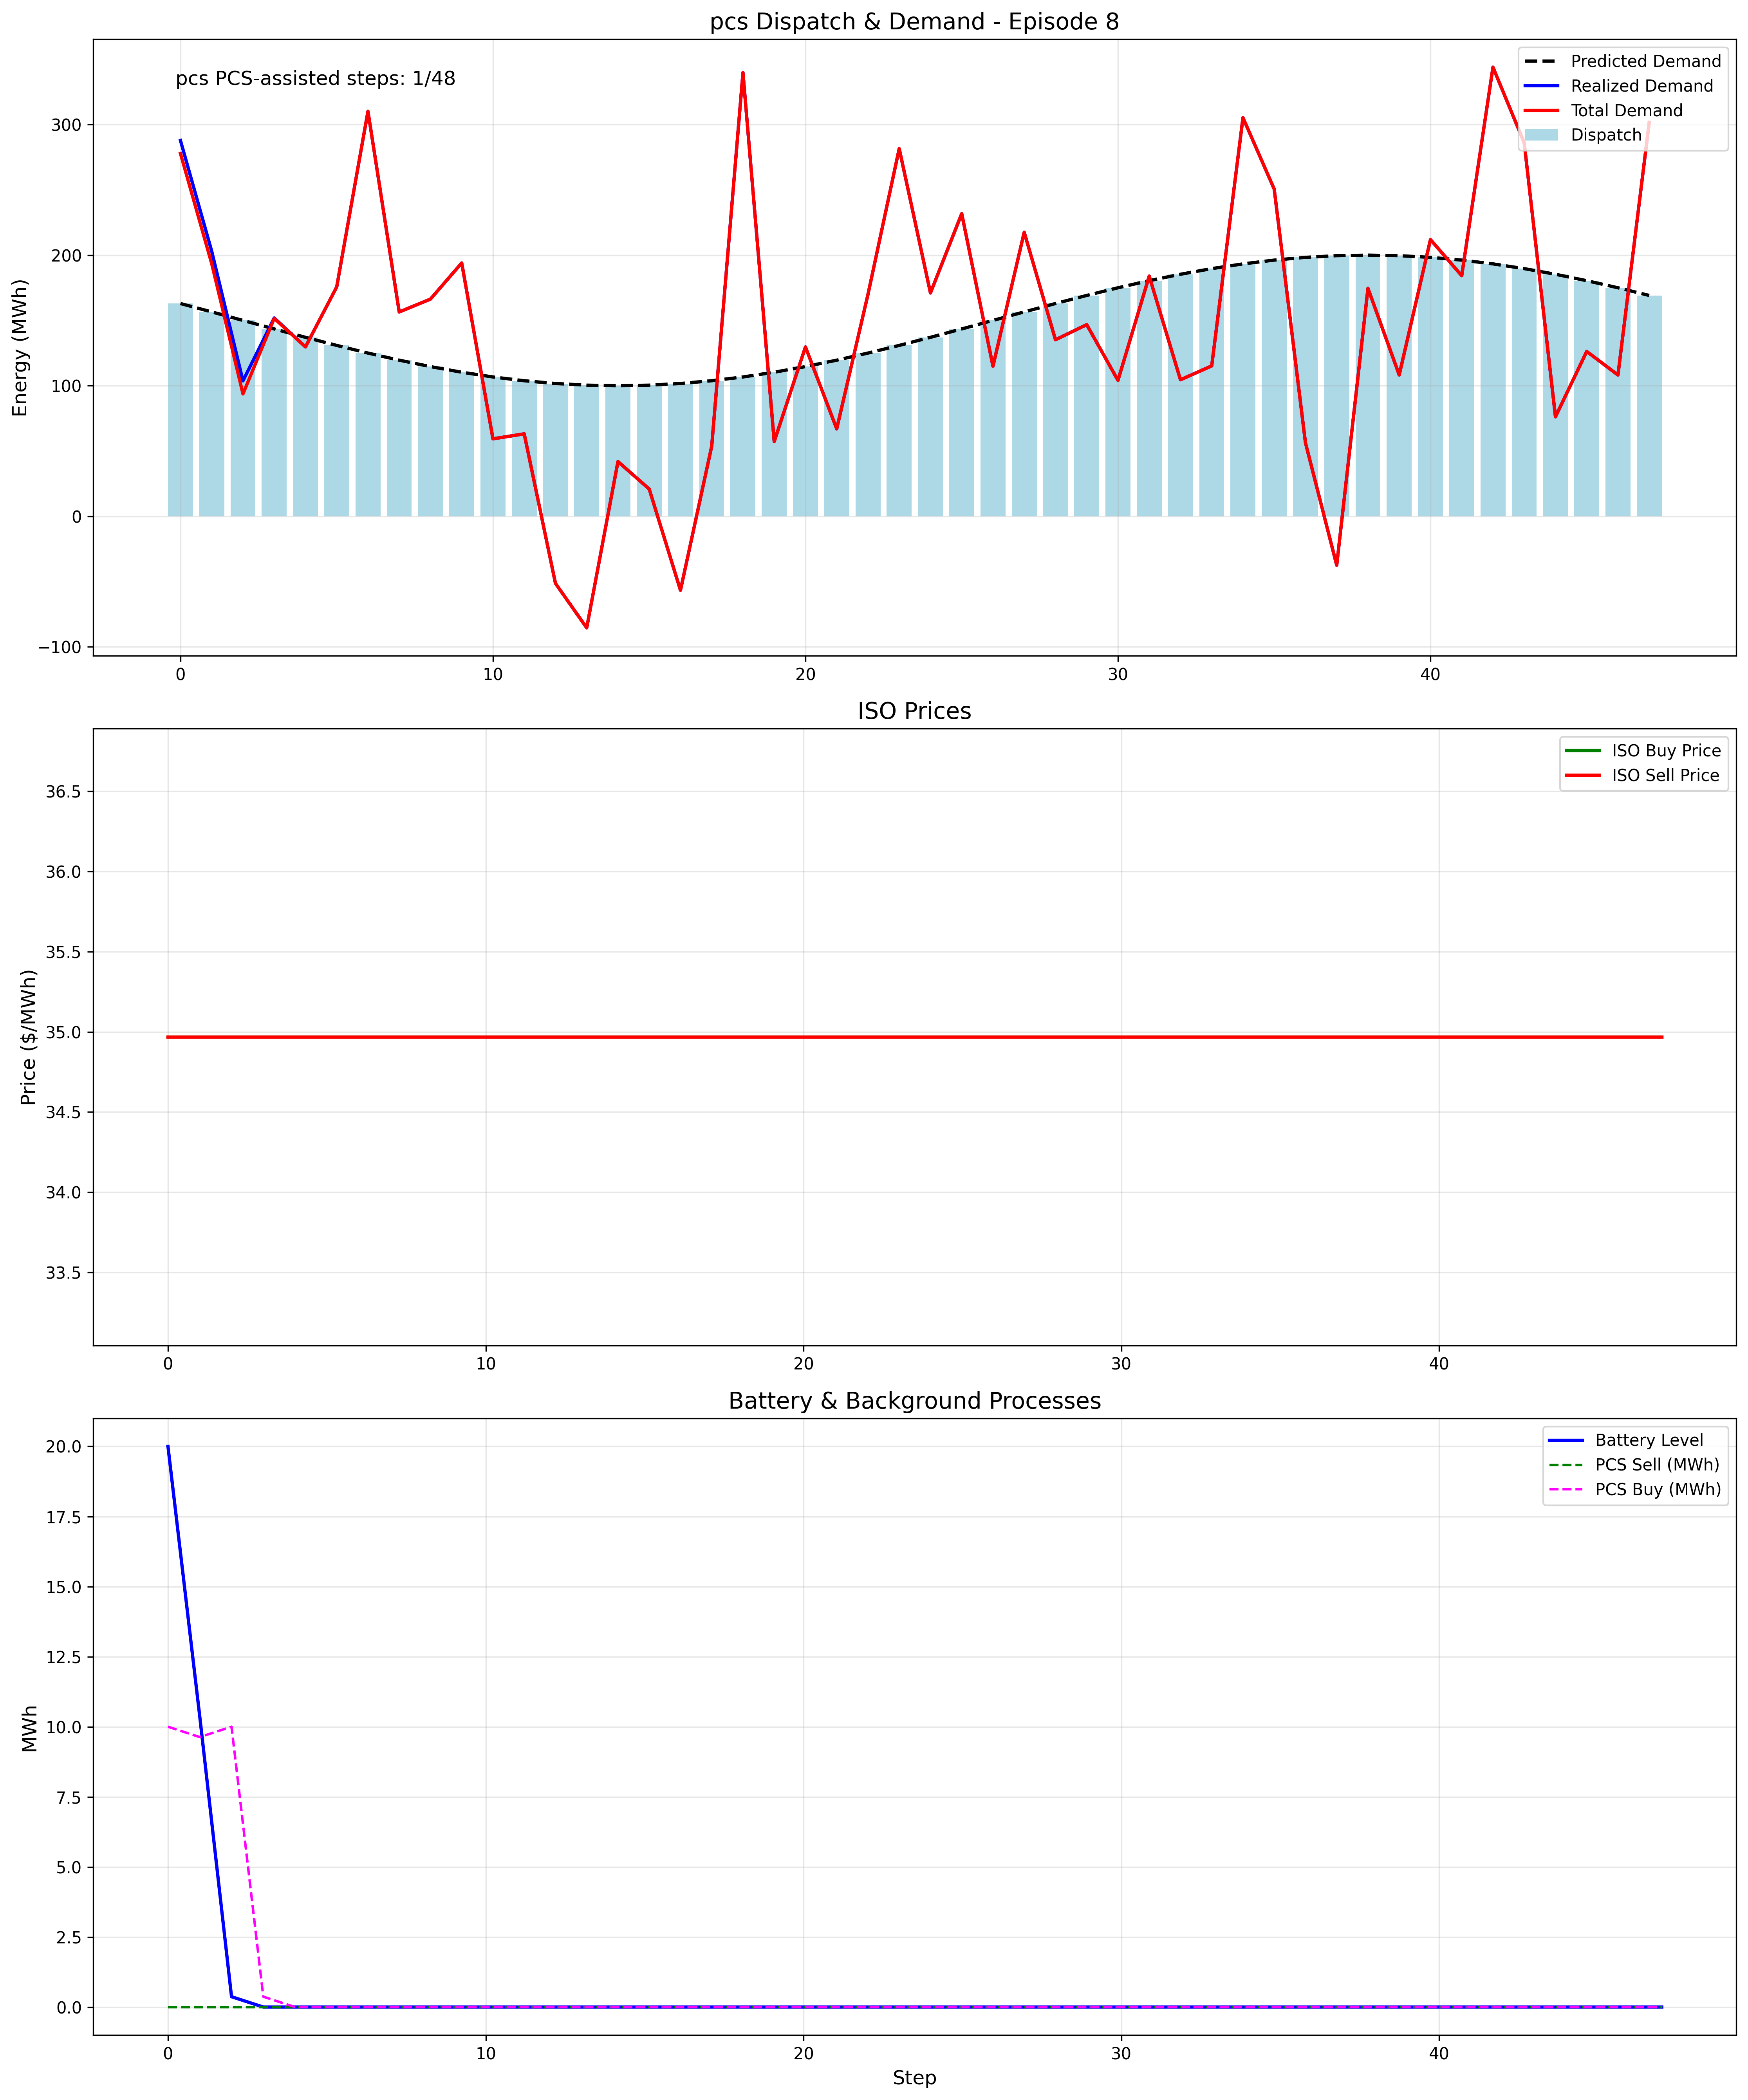 pcs Dispatch & Demand - Episode 8
pcs PCS-assisted steps: 1/48
Predicted Demand
Realized Demand
Total Demand
Dispatch
Energy (MWh)
300
200
100
0
−100
0 10 20 30 40
ISO Prices
ISO Buy Price
ISO Sell Price
Price ($/MWh)
36.5
36.0
35.5
35.0
34.5
34.0
33.5
0 10 20 30 40
Battery & Background Processes
Battery Level
PCS Sell (MWh)
PCS Buy (MWh)
MWh
20.0
17.5
15.0
12.5
10.0
7.5
5.0
2.5
0.0
0 10 20 30 40
Step